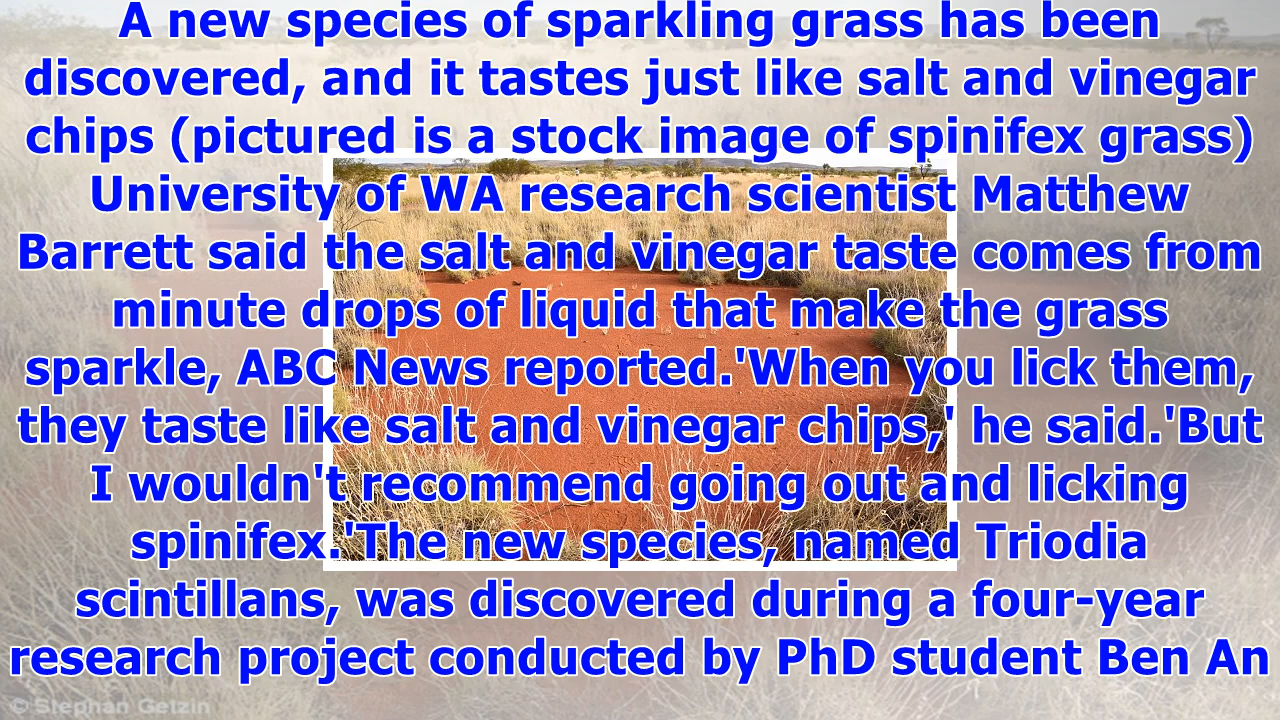 A new species of sparkling grass has been
discovered, and it tastes just like salt and vinegar
chips (pictured is a stock image of spinifex grass)
University of WA research scientist Matthew
Barrett said the salt and vinegar taste comes from
minute drops of liquid that make the grass
sparkle, ABC News reported.'When you lick them,
they taste like salt and vinegar chips,' he said.'But
I wouldn't recommend going out and licking
spinifex.'The new species, named Triodia
scintillans, was discovered during a four-year
research project conducted by PhD student Ben An
© Stephan Getzin